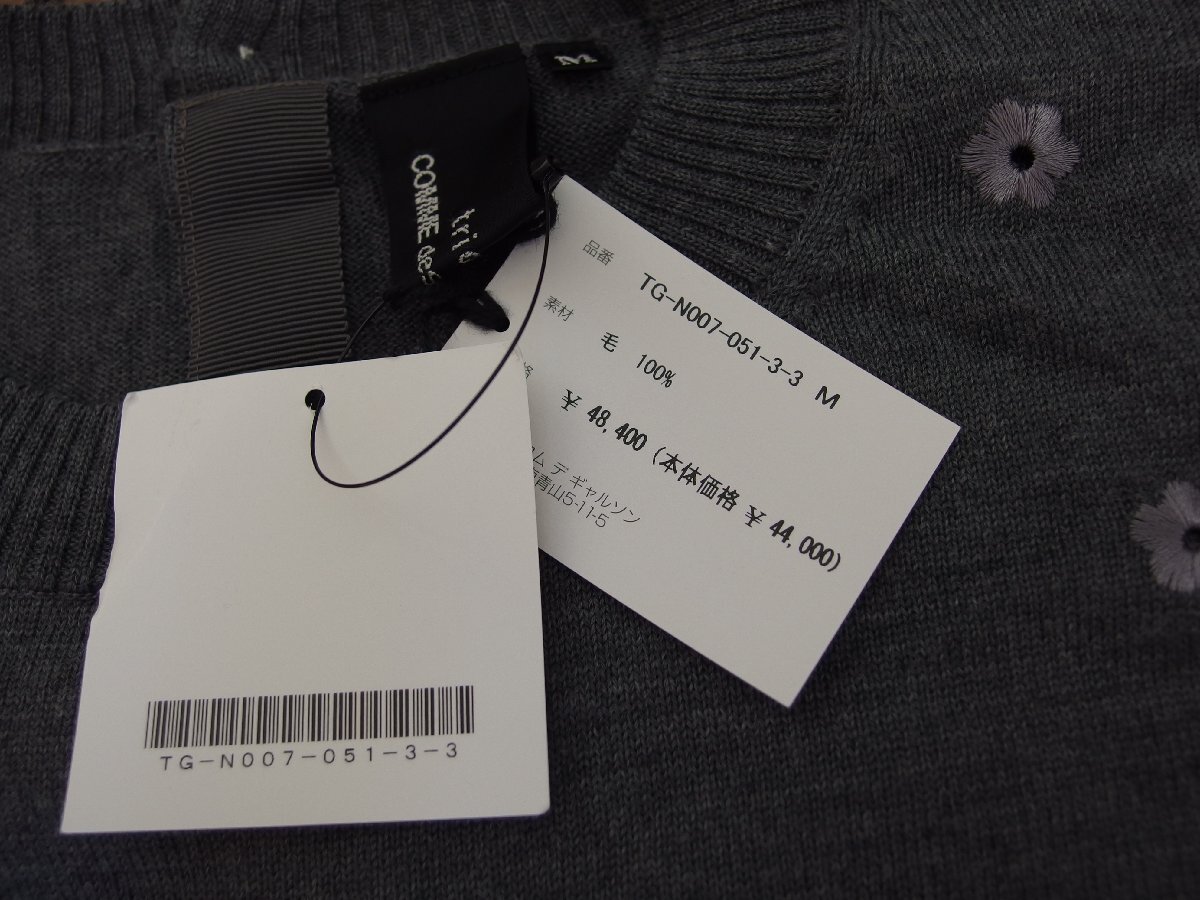 M
COMME des
品番 TG-N007-051-3-3 M
素材 毛 100%
格 ¥ 48,400 (本体価格 ¥ 44,000)
ム デ ギャルソン
青山5-11-5
TG-N007-051-3-3